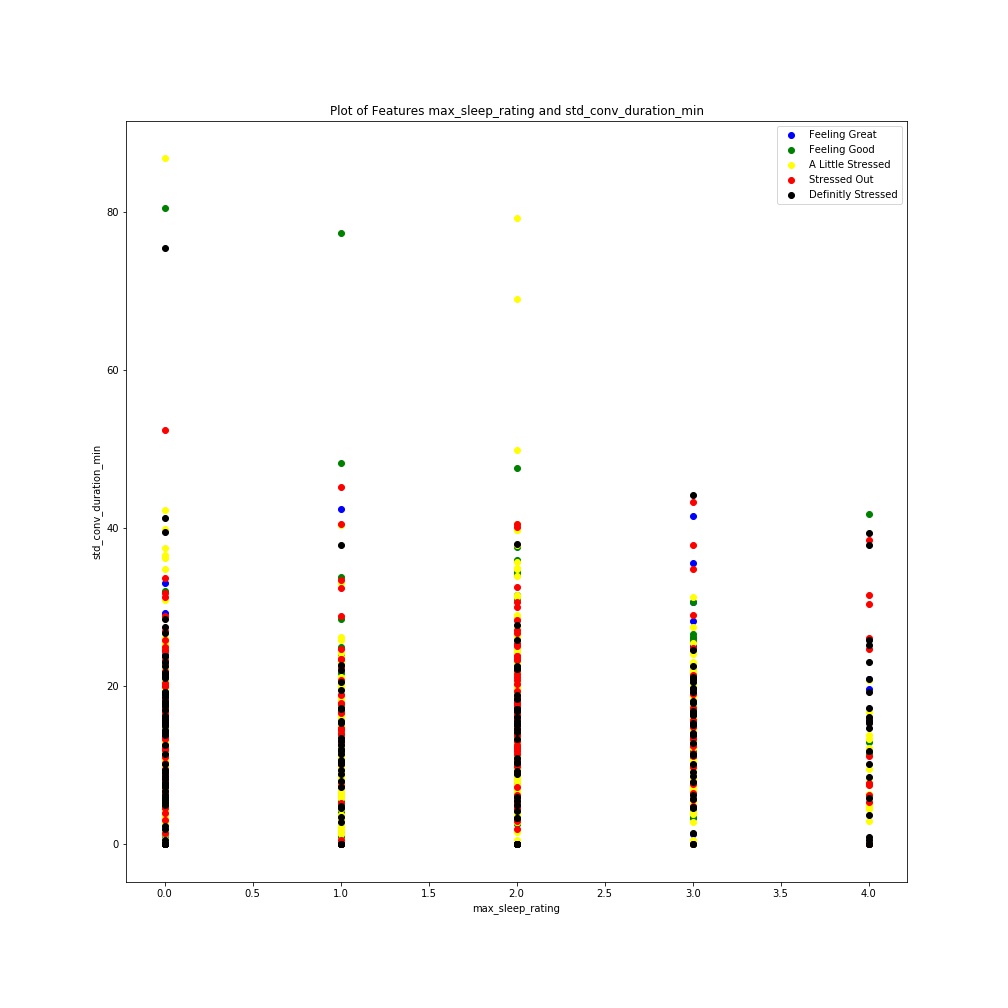 Plot of Features max_sleep_rating and std_conv_duration_min
Feeling Great
Feeling Good
A Little Stressed
Stressed Out
Definitly Stressed
80
60
40
20
0
std_conv_duration_min
0.0 0.5 1.0 1.5 2.0 2.5 3.0 3.5 4.0
max_sleep_rating